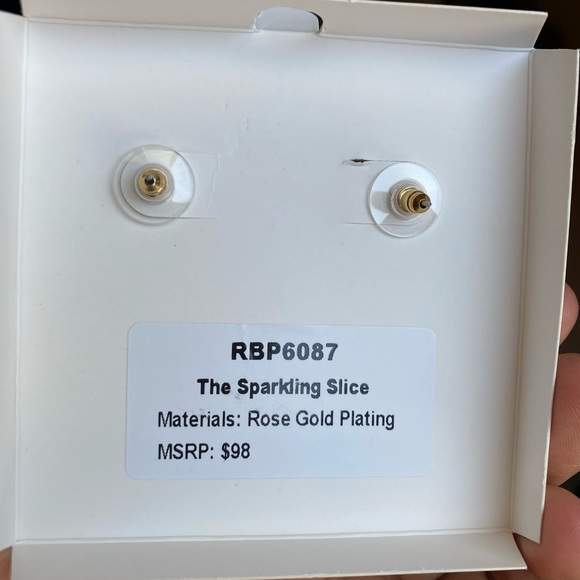 RBP6087
The Sparkling Slice
Materials: Rose Gold Plating
MSRP: $98